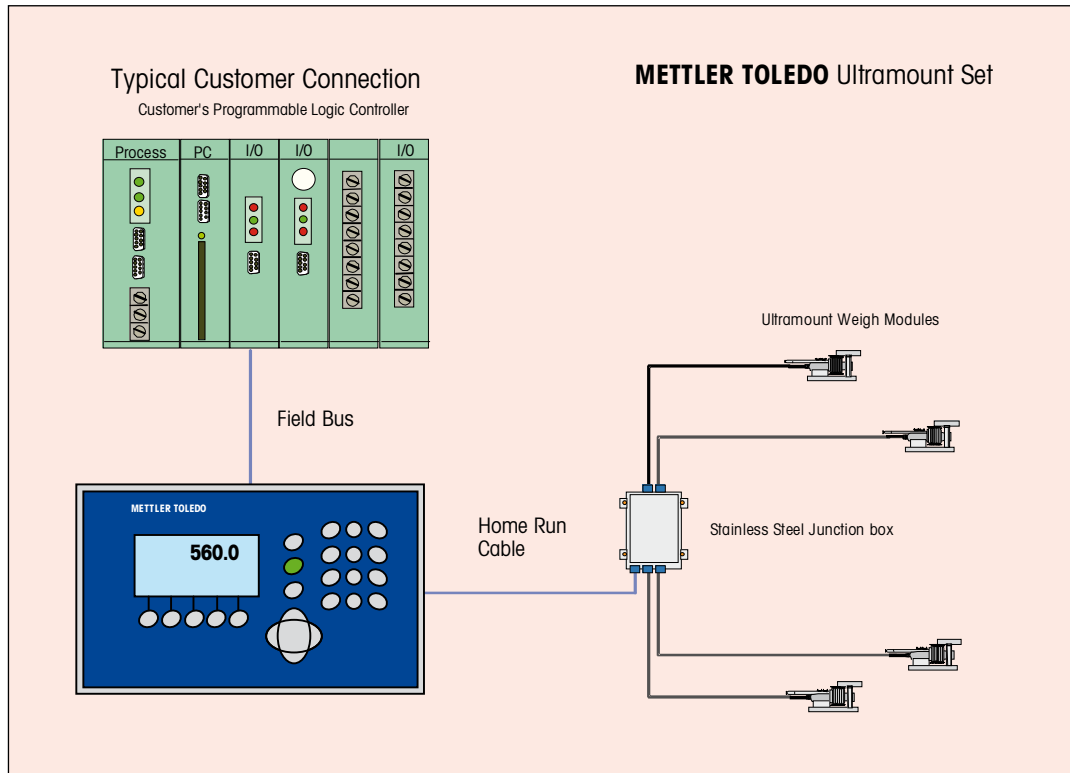 Typical Customer Connection
METTLER TOLEDO Ultramount Set
Customer's Programmable Logic Controller
Process
PC
I/O
I/O
I/O
Ultramount Weigh Modules
Field Bus
METTLER TOLEDO
560.0
Home Run
Cable
Stainless Steel Junction box